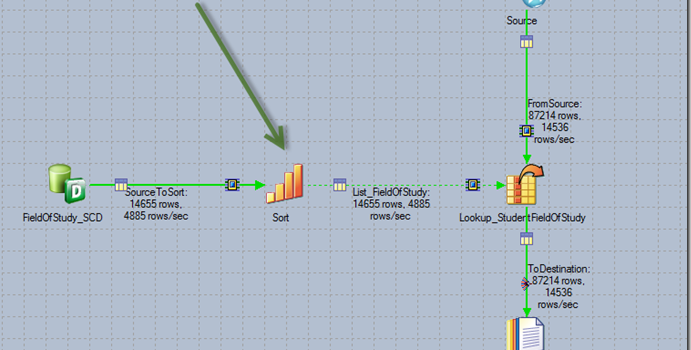 Source
FromSource:
87214 rows,
14536
rows/sec
FieldOfStudy_SCD
SourceToSort:
14655 rows,
4885 rows/sec
Sort
List_FieldOfStudy:
14655 rows, 4885
rows/sec
Lookup_StudentFieldOfStudy
ToDestination:
87214 rows,
14536
rows/sec